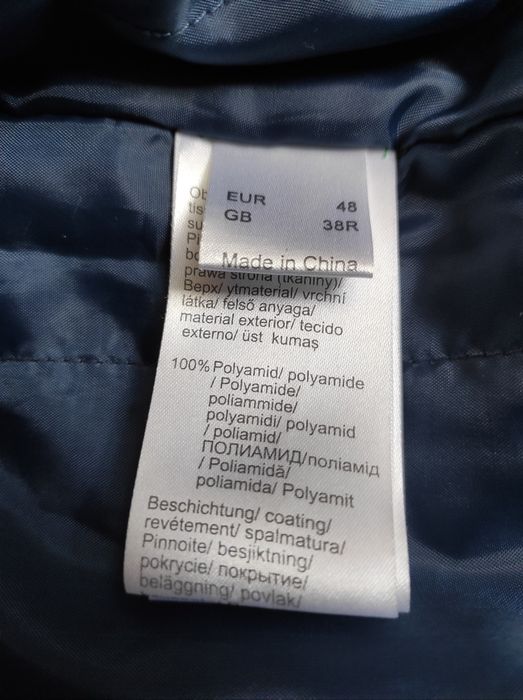 EUR 48
GB 38R
Made in China
prawa strona (tkaniny)/
Верх/ ytmaterial/ vrchní
látka/ felső anyaga/
material exterior/ tecido
externo/ üst kumaş
100% Polyamid/ polyamide
/ Polyamide/
poliammide/
polyamidi/ polyamid
/ poliamid/
ПОЛИАМИД/поліамід
/ Poliamidă/
poliamida/ Polyamit
Beschichtung/ coating/
revétement/ spalmatura/
Pinnoite/ besjiktning/
pokrycie/ покрытие/
beläggning/ povlak/